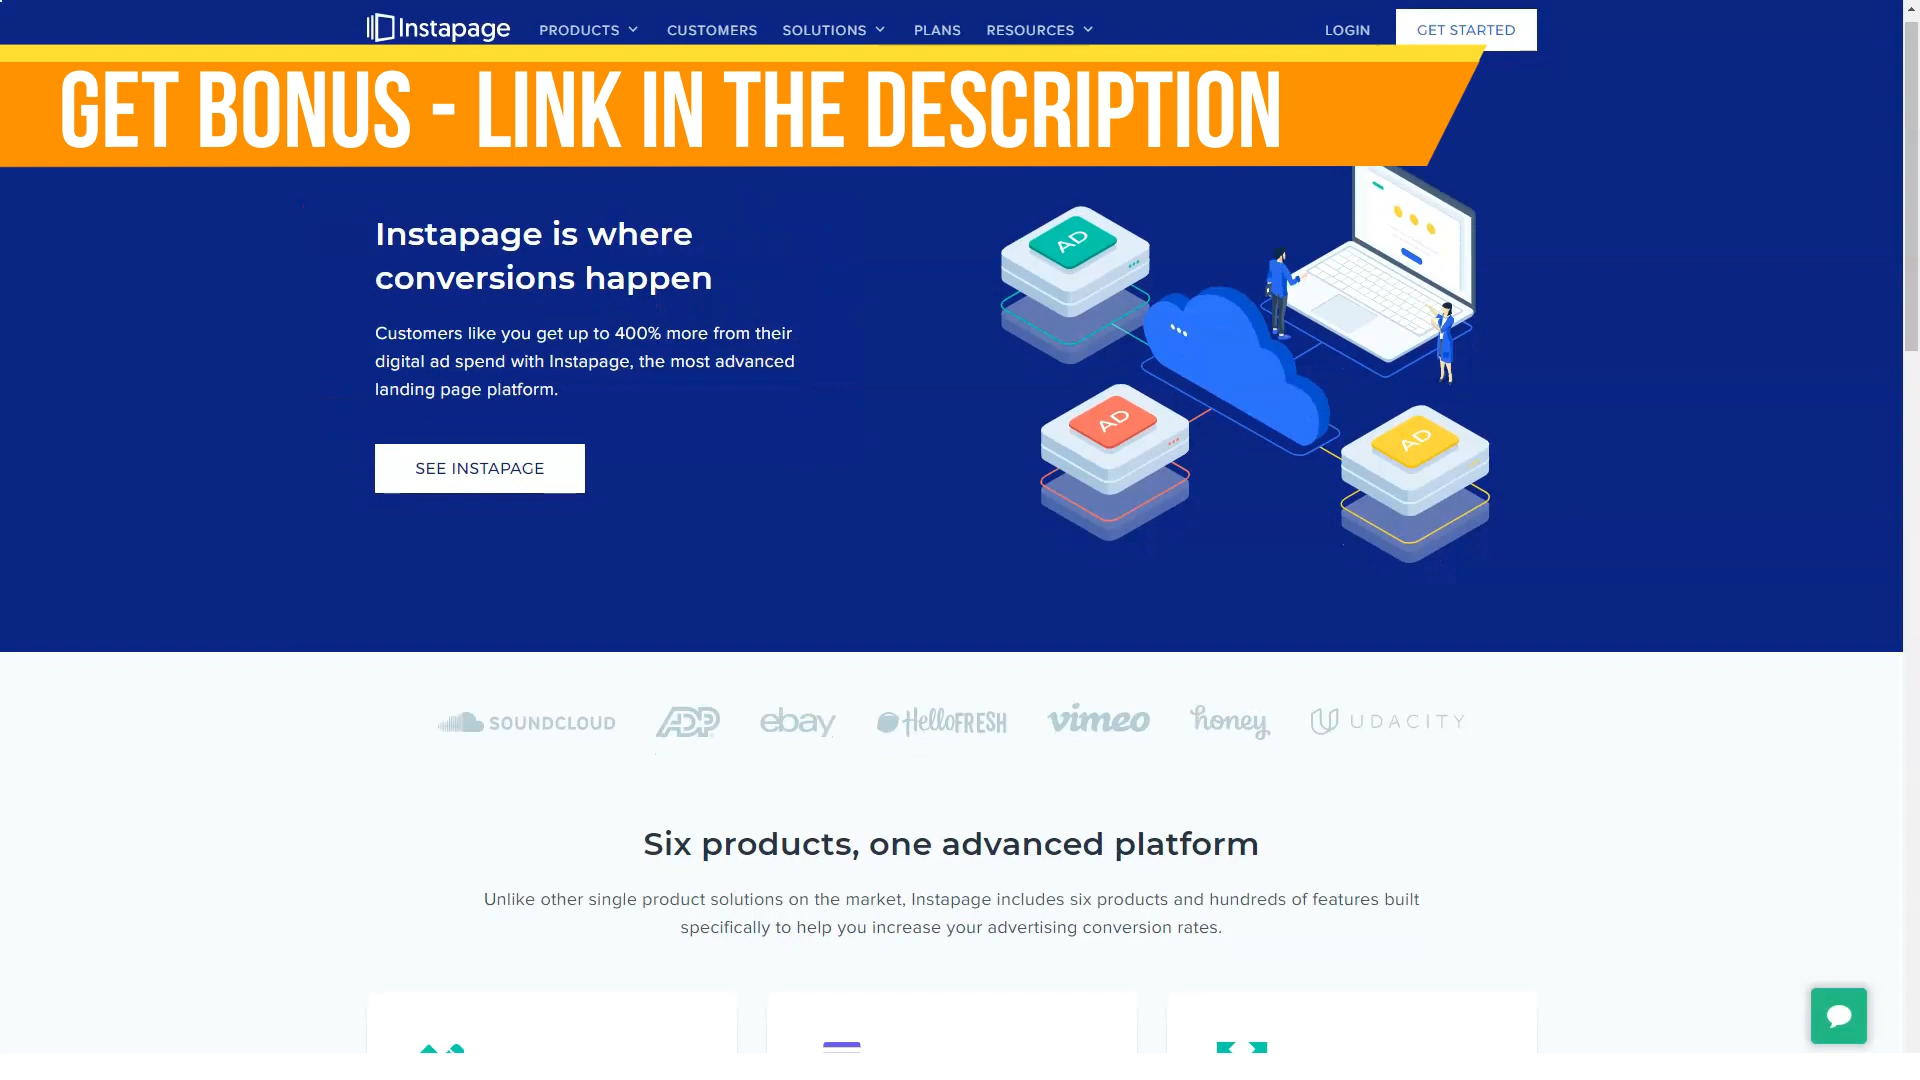 Instapage PRODUCTS CUSTOMERS SOLUTIONS PLANS RESOURCES LOGIN GET STARTED
GET BONUS - LINK IN THE DESCRIPTION
Instapage is where
conversions happen
Customers like you get up to 400% more from their
digital ad spend with Instapage, the most advanced
landing page platform.
SEE INSTAPAGE
AD
AD
AD
SOUNDCLOUD ADP ebay HelloFRESH vimeo honey UDACITY
Six products, one advanced platform
Unlike other single product solutions on the market, Instapage includes six products and hundreds of features built
specifically to help you increase your advertising conversion rates.